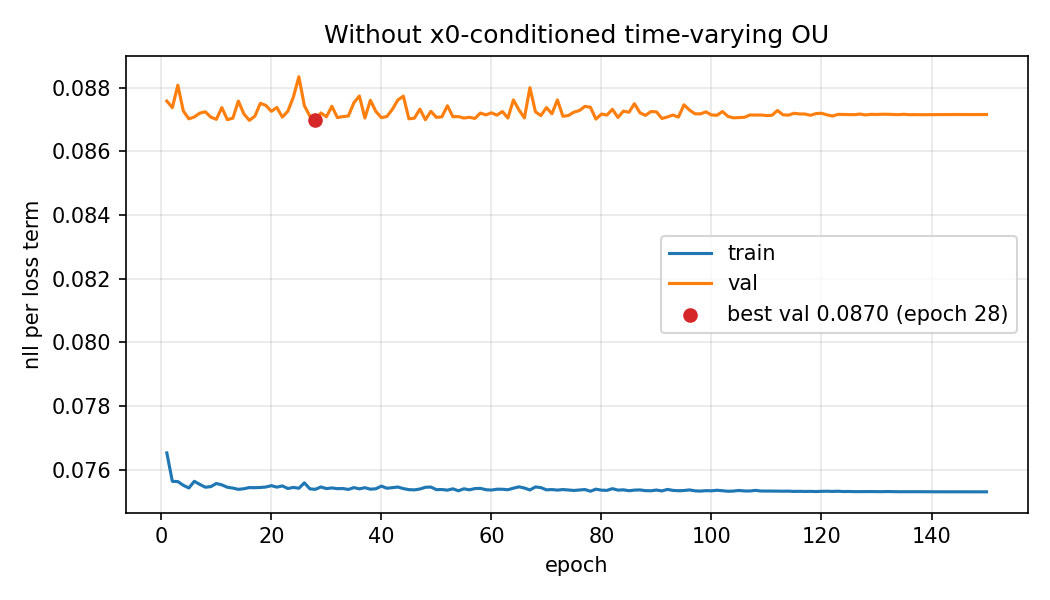 Without x0-conditioned time-varying OU
nll per loss term
0.088
0.086
0.084
0.082
0.080
0.078
0.076
train
val
best val 0.0870 (epoch 28)
0 20 40 60 80 100 120 140
epoch